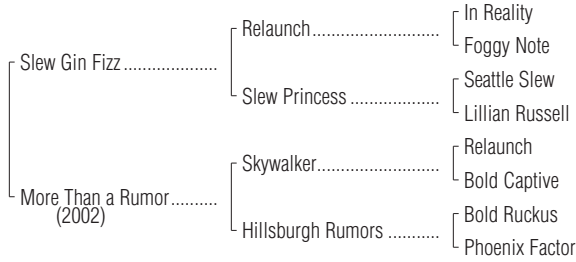 In Reality
Relaunch........................
Foggy Note
Slew Gin Fizz....................
Seattle Slew
Slew Princess ...................
Lillian Russell
Relaunch
Skywalker.......................
Bold Captive
More Than a Rumor..........
(2002)
Bold Ruckus
Hillsburgh Rumors ...........
Phoenix Factor